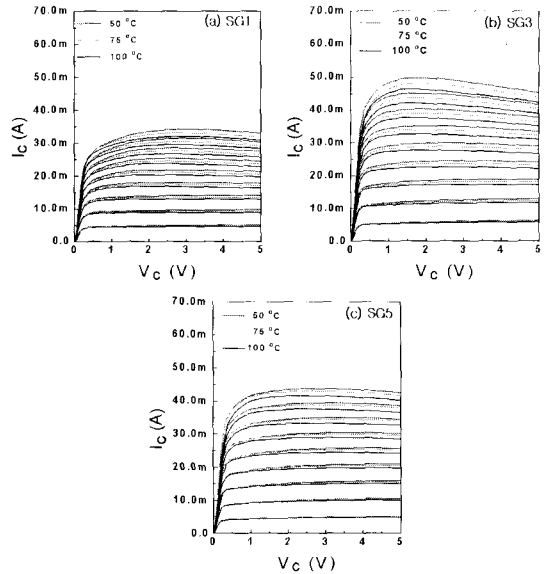 (a) SG1
70.0m
60.0m
50.0m
40.0m
30.0m
20.0m
10.0m
0.0
50 °C
75 °C
100 °C
I_C (A)
0 1 2 3 4 5
V_C (V)
(b) SG3
70.0m
60.0m
50.0m
40.0m
30.0m
20.0m
10.0m
0.0
50 °C
75 °C
100 °C
I_C (A)
0 1 2 3 4 5
V_C (V)
(c) SG5
70.0m
60.0m
50.0m
40.0m
30.0m
20.0m
10.0m
0.0
50 °C
75 °C
100 °C
I_C (A)
0 1 2 3 4 5
V_C (V)